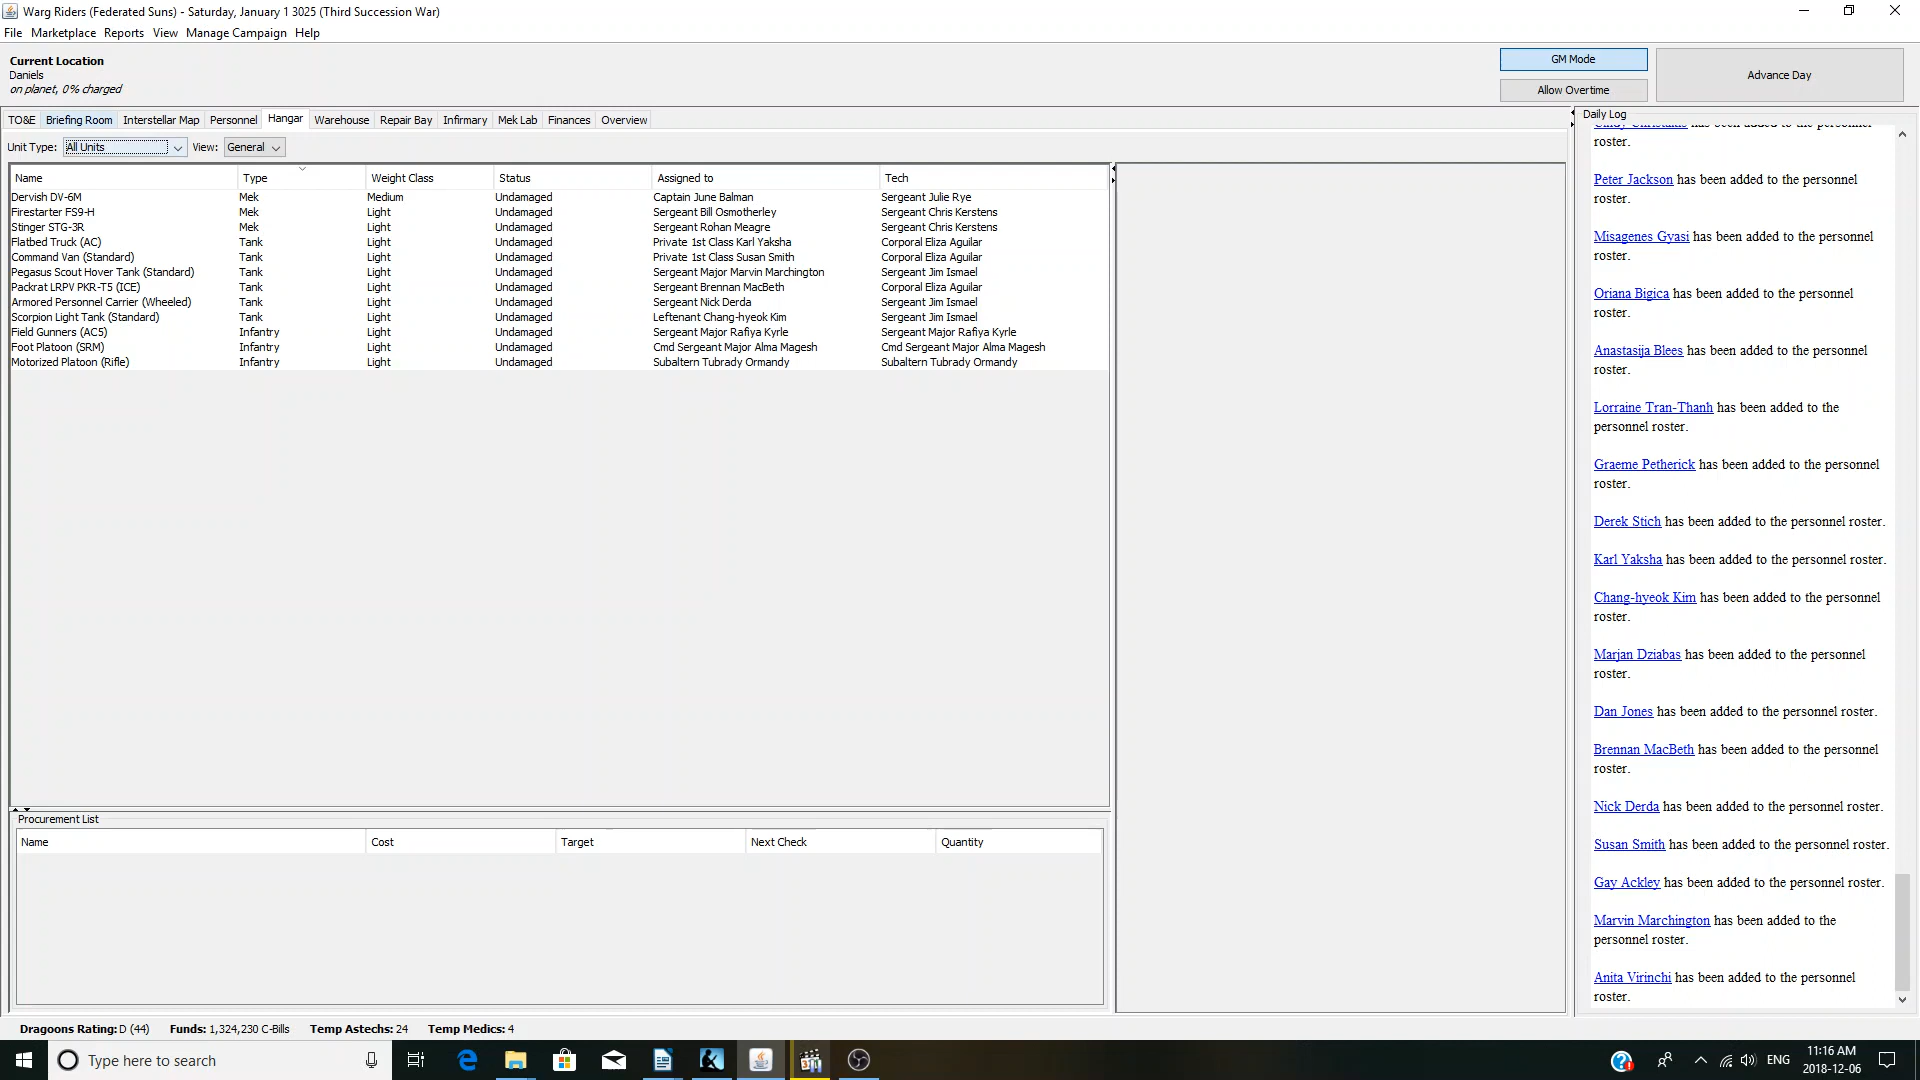 Warg Riders (Federated Suns) - Saturday, January 1 3025 (Third Succession War)
File Marketplace Reports View Manage Campaign Help
Current Location
Daniels
on planet, 0% charged
GM Mode
Allow Overtime
Advance Day
TO&E Briefing Room Interstellar Map Personnel Hangar Warehouse Repair Bay Infirmary Mek Lab Finances Overview
Unit Type: All Units View: General
Name Type Weight Class Status Assigned to Tech
Dervish DV-6M Mek Medium Undamaged Captain June Balman Sergeant Julie Rye
Firestarter FS9-H Mek Light Undamaged Sergeant Bill Osmotherley Sergeant Chris Kerstens
Stinger STG-3R Mek Light Undamaged Sergeant Rohan Meagre Sergeant Chris Kerstens
Flatbed Truck (AC) Tank Light Undamaged Private 1st Class Karl Yaksha Corporal Eliza Aguilar
Command Van (Standard) Tank Light Undamaged Private 1st Class Susan Smith Corporal Eliza Aguilar
Pegasus Scout Hover Tank (Standard) Tank Light Undamaged Sergeant Major Marvin Marchington Sergeant Jim Ismael
Packrat LRPV PKR-T5 (ICE) Tank Light Undamaged Sergeant Brennan MacBeth Corporal Eliza Aguilar
Armored Personnel Carrier (Wheeled) Tank Light Undamaged Sergeant Nick Derda Sergeant Jim Ismael
Scorpion Light Tank (Standard) Tank Light Undamaged Leftenant Chang-hyeok Kim Sergeant Jim Ismael
Field Gunners (AC5) Infantry Light Undamaged Sergeant Major Rafiya Kyrle Sergeant Major Rafiya Kyrle
Foot Platoon (SRM) Infantry Light Undamaged Cmd Sergeant Major Alma Magesh Cmd Sergeant Major Alma Magesh
Motorized Platoon (Rifle) Infantry Light Undamaged Subaltern Tubrady Ormandy Subaltern Tubrady Ormandy
Procurement List
Name Cost Target Next Check Quantity
Daily Log
has been added to the personnel
roster.
Peter Jackson has been added to the personnel
roster.
Misagenes Gyasi has been added to the personnel
roster.
Oriana Bigica has been added to the personnel
roster.
Anastasija Blees has been added to the personnel
roster.
Lorraine Tran-Thanh has been added to the
personnel roster.
Graeme Petherick has been added to the personnel
roster.
Derek Stich has been added to the personnel roster.
Karl Yaksha has been added to the personnel roster.
Chang-hyeok Kim has been added to the personnel
roster.
Marjan Dziabas has been added to the personnel
roster.
Dan Jones has been added to the personnel roster.
Brennan MacBeth has been added to the personnel
roster.
Nick Derda has been added to the personnel roster.
Susan Smith has been added to the personnel roster.
Gay Ackley has been added to the personnel roster.
Marvin Marchington has been added to the
personnel roster.
Anita Virinchi has been added to the personnel
roster.
Dragoons Rating: D (44) Funds: 1,324,230 C-Bills Temp Astechs: 24 Temp Medics: 4
Type here to search
ENG
11:16 AM
2018-12-06